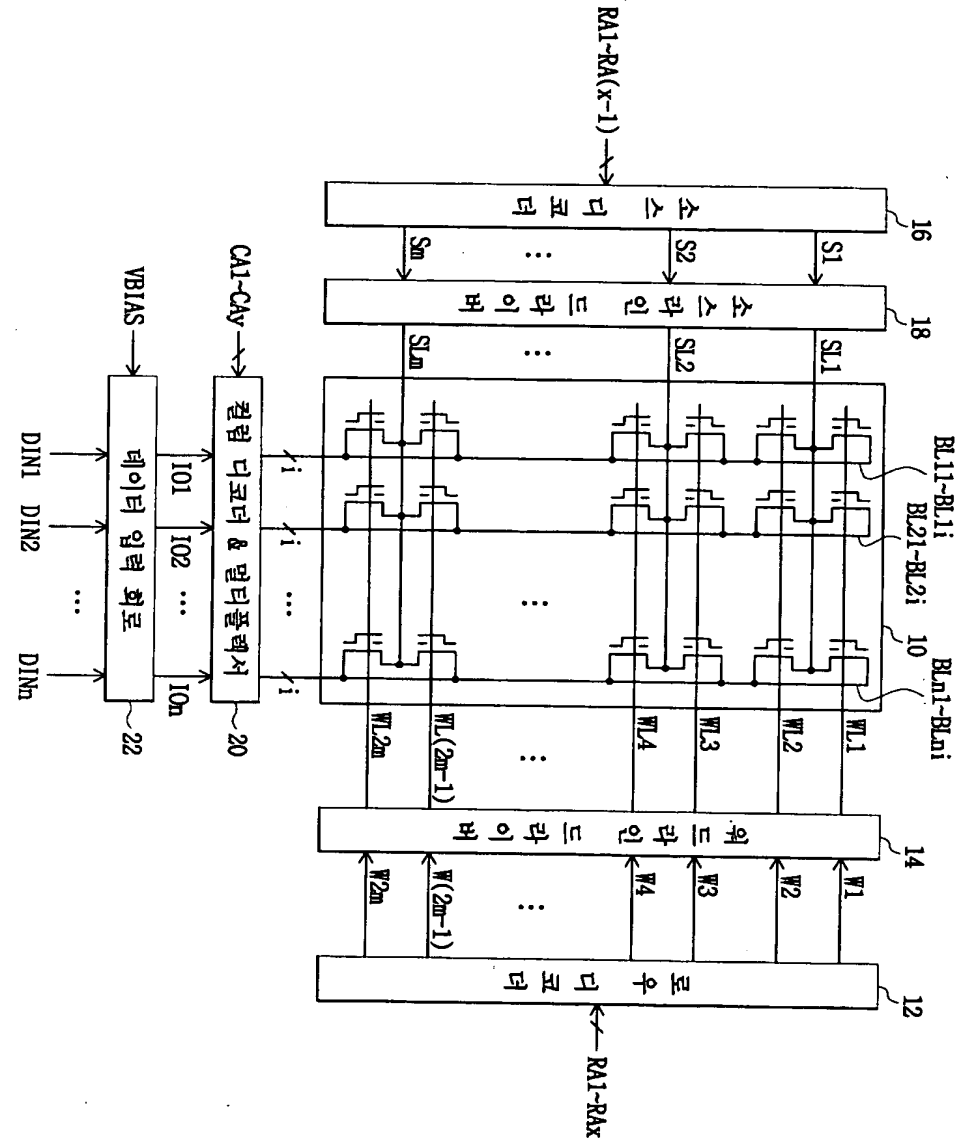 RA1~RA(x-1)
소스 디코더
16
S1
S2
...
Sm
소스라인 드라이버
18
SL1
SL2
...
SLm
BL11~BL1i
BL21~BL2i
10
BLn1~BLni
...
...
i
i
i
CA1~CAy
컬럼 디코더 & 멀티플렉서
20
VBIAS
IO1
IO2
...
IOn
데이터 입력 회로
22
DIN1
DIN2
...
DINn
WL1
WL2
WL3
WL4
...
WL(2m-1)
WL2m
워드라인 드라이버
14
W1
W2
W3
W4
...
W(2m-1)
W2m
로우 디코더
12
RA1~RAx